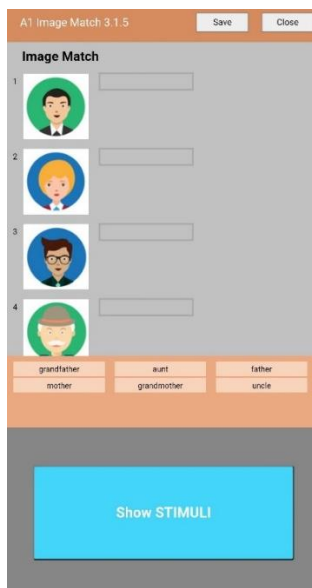 A1 Image Match 3.1.5 Save Close
Image Match
1
2
3
4
grandfather aunt father
mother grandmother uncle
Show STIMULI